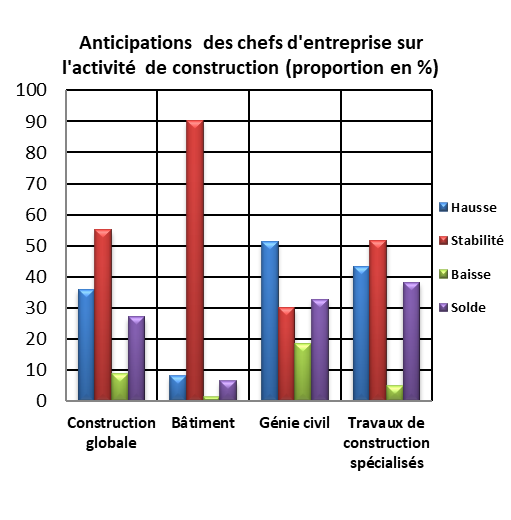 Anticipations des chefs d'entreprise sur
l'activité de construction (proportion en %)
100
90
80
70
60
50
40
30
20
10
0
Construction
globale
Bâtiment
Génie civil
Travaux de
construction
spécialisés
Hausse
Stabilité
Baisse
Solde